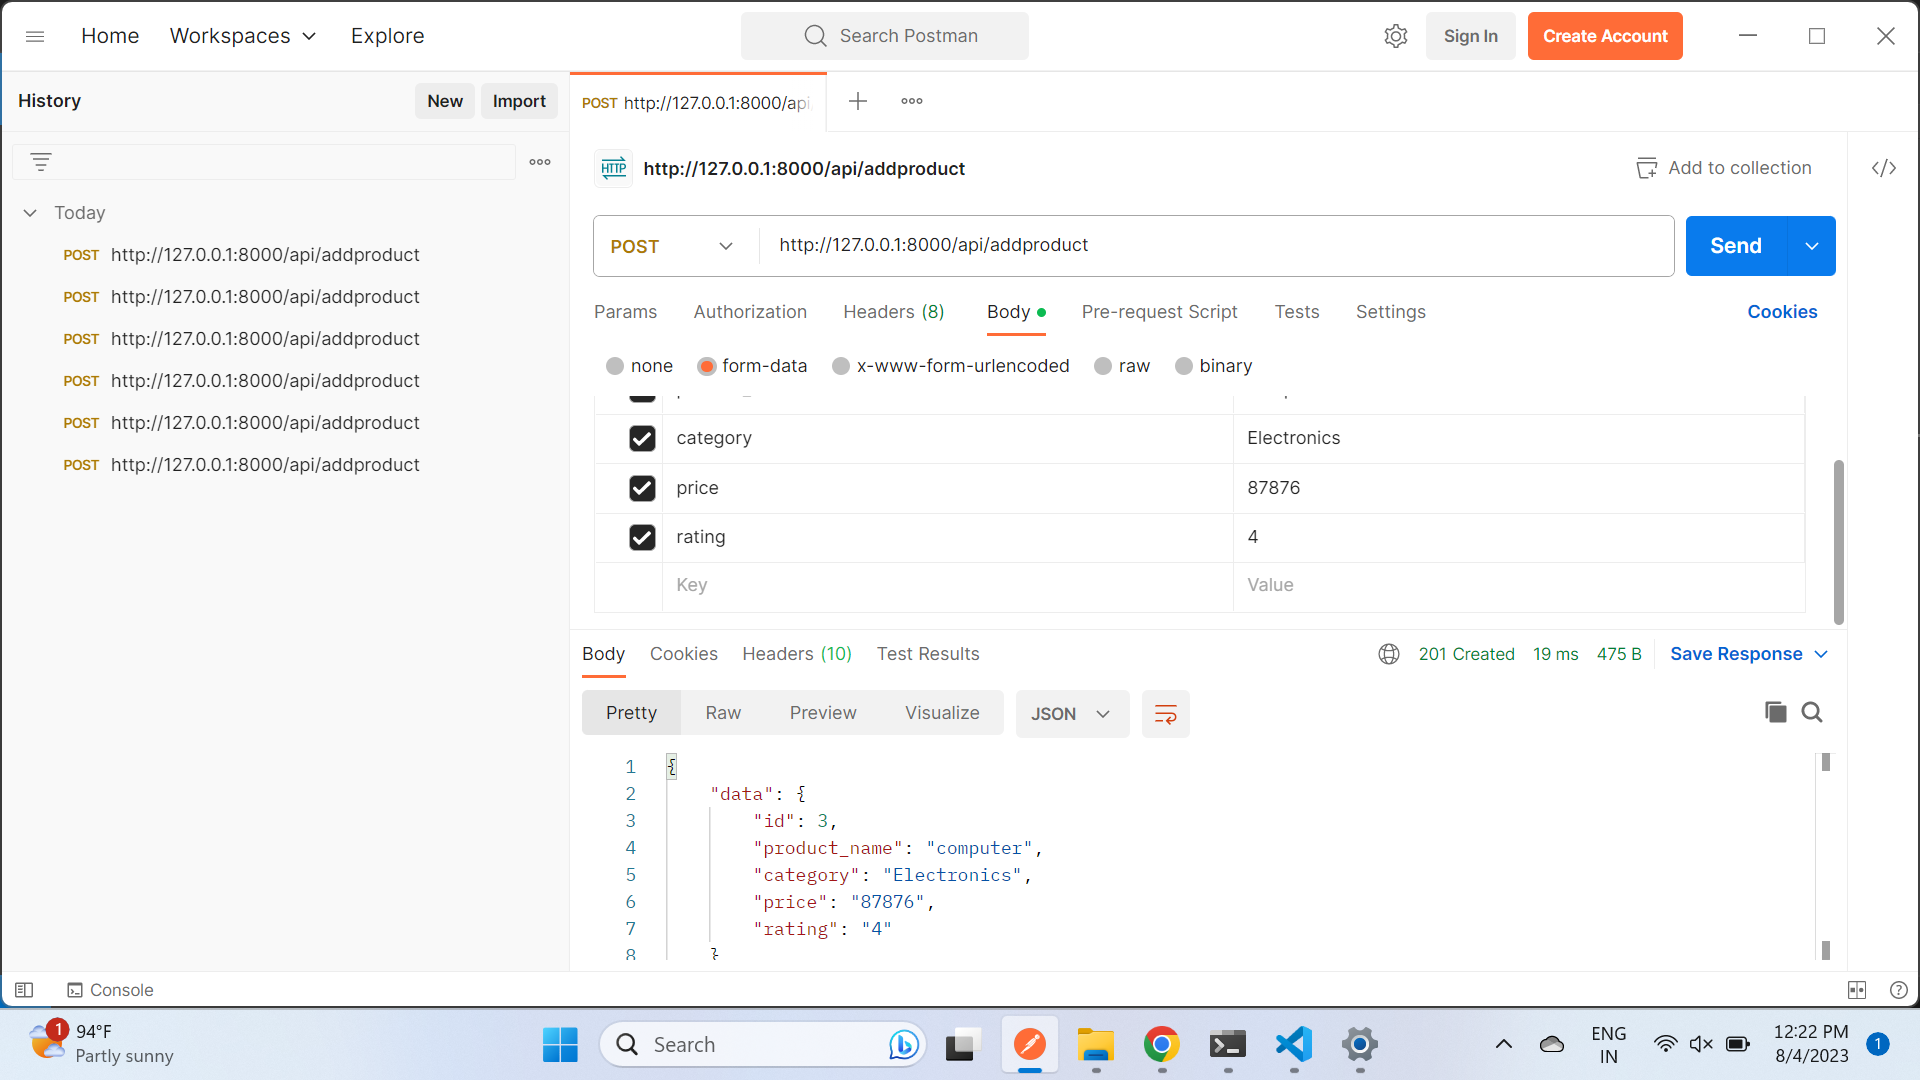 Home Workspaces Explore
Search Postman
Sign In
Create Account
History
New
Import
POST http://127.0.0.1:8000/api
HTTP http://127.0.0.1:8000/api/addproduct
Add to collection
</>
Today
POST http://127.0.0.1:8000/api/addproduct
POST http://127.0.0.1:8000/api/addproduct
POST http://127.0.0.1:8000/api/addproduct
POST http://127.0.0.1:8000/api/addproduct
POST http://127.0.0.1:8000/api/addproduct
POST http://127.0.0.1:8000/api/addproduct
POST http://127.0.0.1:8000/api/addproduct
Send
Params Authorization Headers (8) Body Pre-request Script Tests Settings Cookies
none form-data x-www-form-urlencoded raw binary
category Electronics
price 87876
rating 4
Key Value
Body Cookies Headers (10) Test Results
201 Created 19 ms 475 B Save Response
Pretty Raw Preview Visualize JSON
1 {
2 "data": {
3 "id": 3,
4 "product_name": "computer",
5 "category": "Electronics",
6 "price": "87876",
7 "rating": "4"
8 }
Console
1 94°F
Partly sunny
Search
ENG
IN
12:22 PM
8/4/2023
1